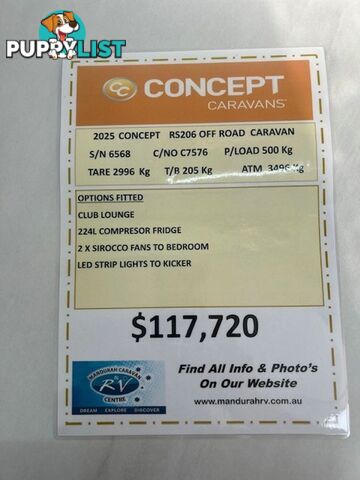 PUPPYLIST
CC CONCEPT
CARAVANS
2025 CONCEPT RS206 OFF ROAD CARAVAN
S/N 6568 C/NO C7576 P/LOAD 500 Kg
TARE 2996 Kg T/B 205 Kg ATM 3496 Kg
OPTIONS FITTED
CLUB LOUNGE
224L COMPRESOR FRIDGE
2 X SIROCCO FANS TO BEDROOM
LED STRIP LIGHTS TO KICKER
$117,720
MANDURAH CARAVAN
RV
CENTRE
DREAM EXPLORE DISCOVER
Find All Info & Photo's
On Our Website
www.mandurahrv.com.au